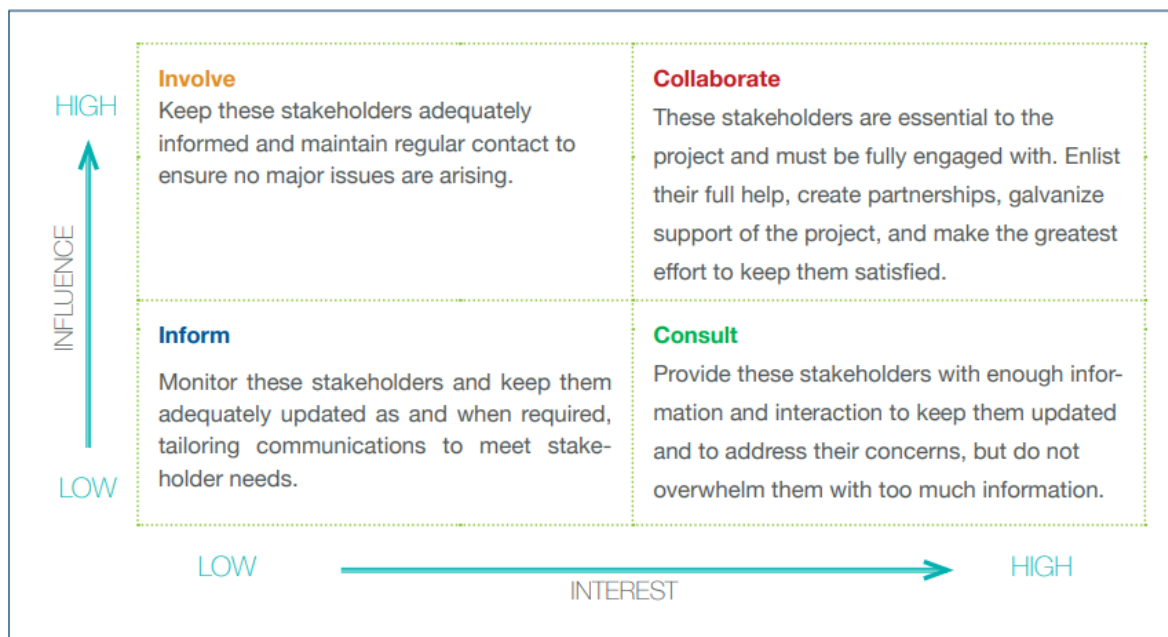 HIGH
INFLUENCE
LOW
Involve
Keep these stakeholders adequately
informed and maintain regular contact to
ensure no major issues are arising.
Collaborate
These stakeholders are essential to the
project and must be fully engaged with. Enlist
their full help, create partnerships, galvanize
support of the project, and make the greatest
effort to keep them satisfied.
Inform
Monitor these stakeholders and keep them
adequately updated as and when required,
tailoring communications to meet stake-
holder needs.
Consult
Provide these stakeholders with enough infor-
mation and interaction to keep them updated
and to address their concerns, but do not
overwhelm them with too much information.
LOW
INTEREST
HIGH